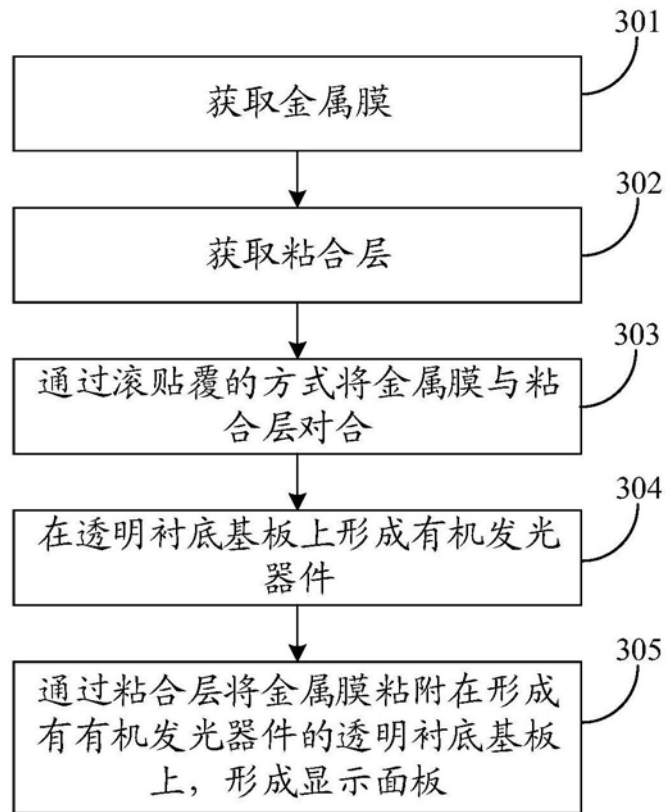 301
获取金属膜
302
获取粘合层
303
通过滚贴覆的方式将金属膜与粘
合层对合
304
在透明衬底基板上形成有机发光
器件
305
通过粘合层将金属膜粘附在形成
有有机发光器件的透明衬底基板
上，形成显示面板